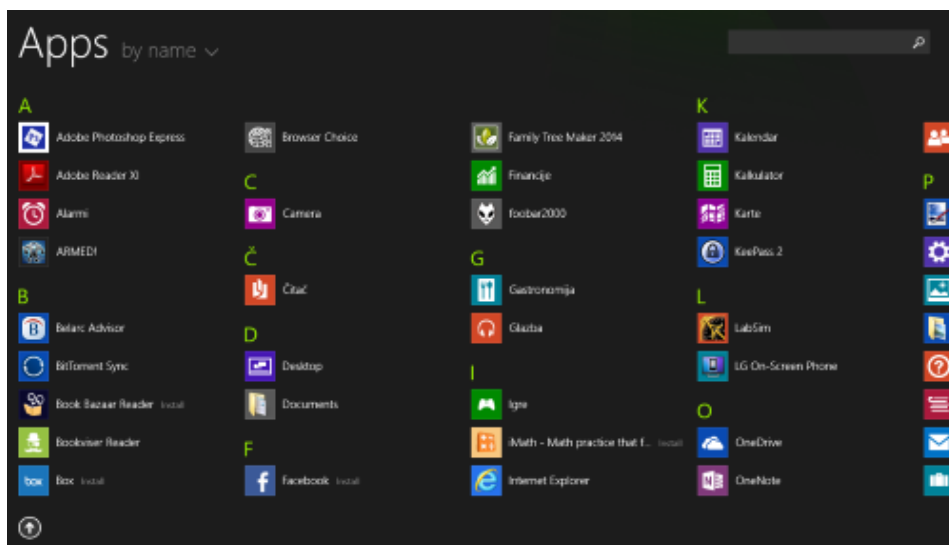 Apps by name
A
Adobe Photoshop Express
Adobe Reader XI
Alarmi
ARMED!
B
Belarc Advisor
BitTorrent Sync
Book Bazaar Reader Install
Bookviser Reader
box Box Install
Browser Choice
C
Camera
Č
Čitač
D
Desktop
Documents
F
Facebook Install
Family Tree Maker 2014
Financije
foobar2000
G
Gastronomija
Glazba
I
Igre
iMath - Math practice that f... Install
Internet Explorer
K
Kalendar
Kalkulator
Karte
KeePass 2
L
LabSim
LG On-Screen Phone
O
OneDrive
OneNote
P